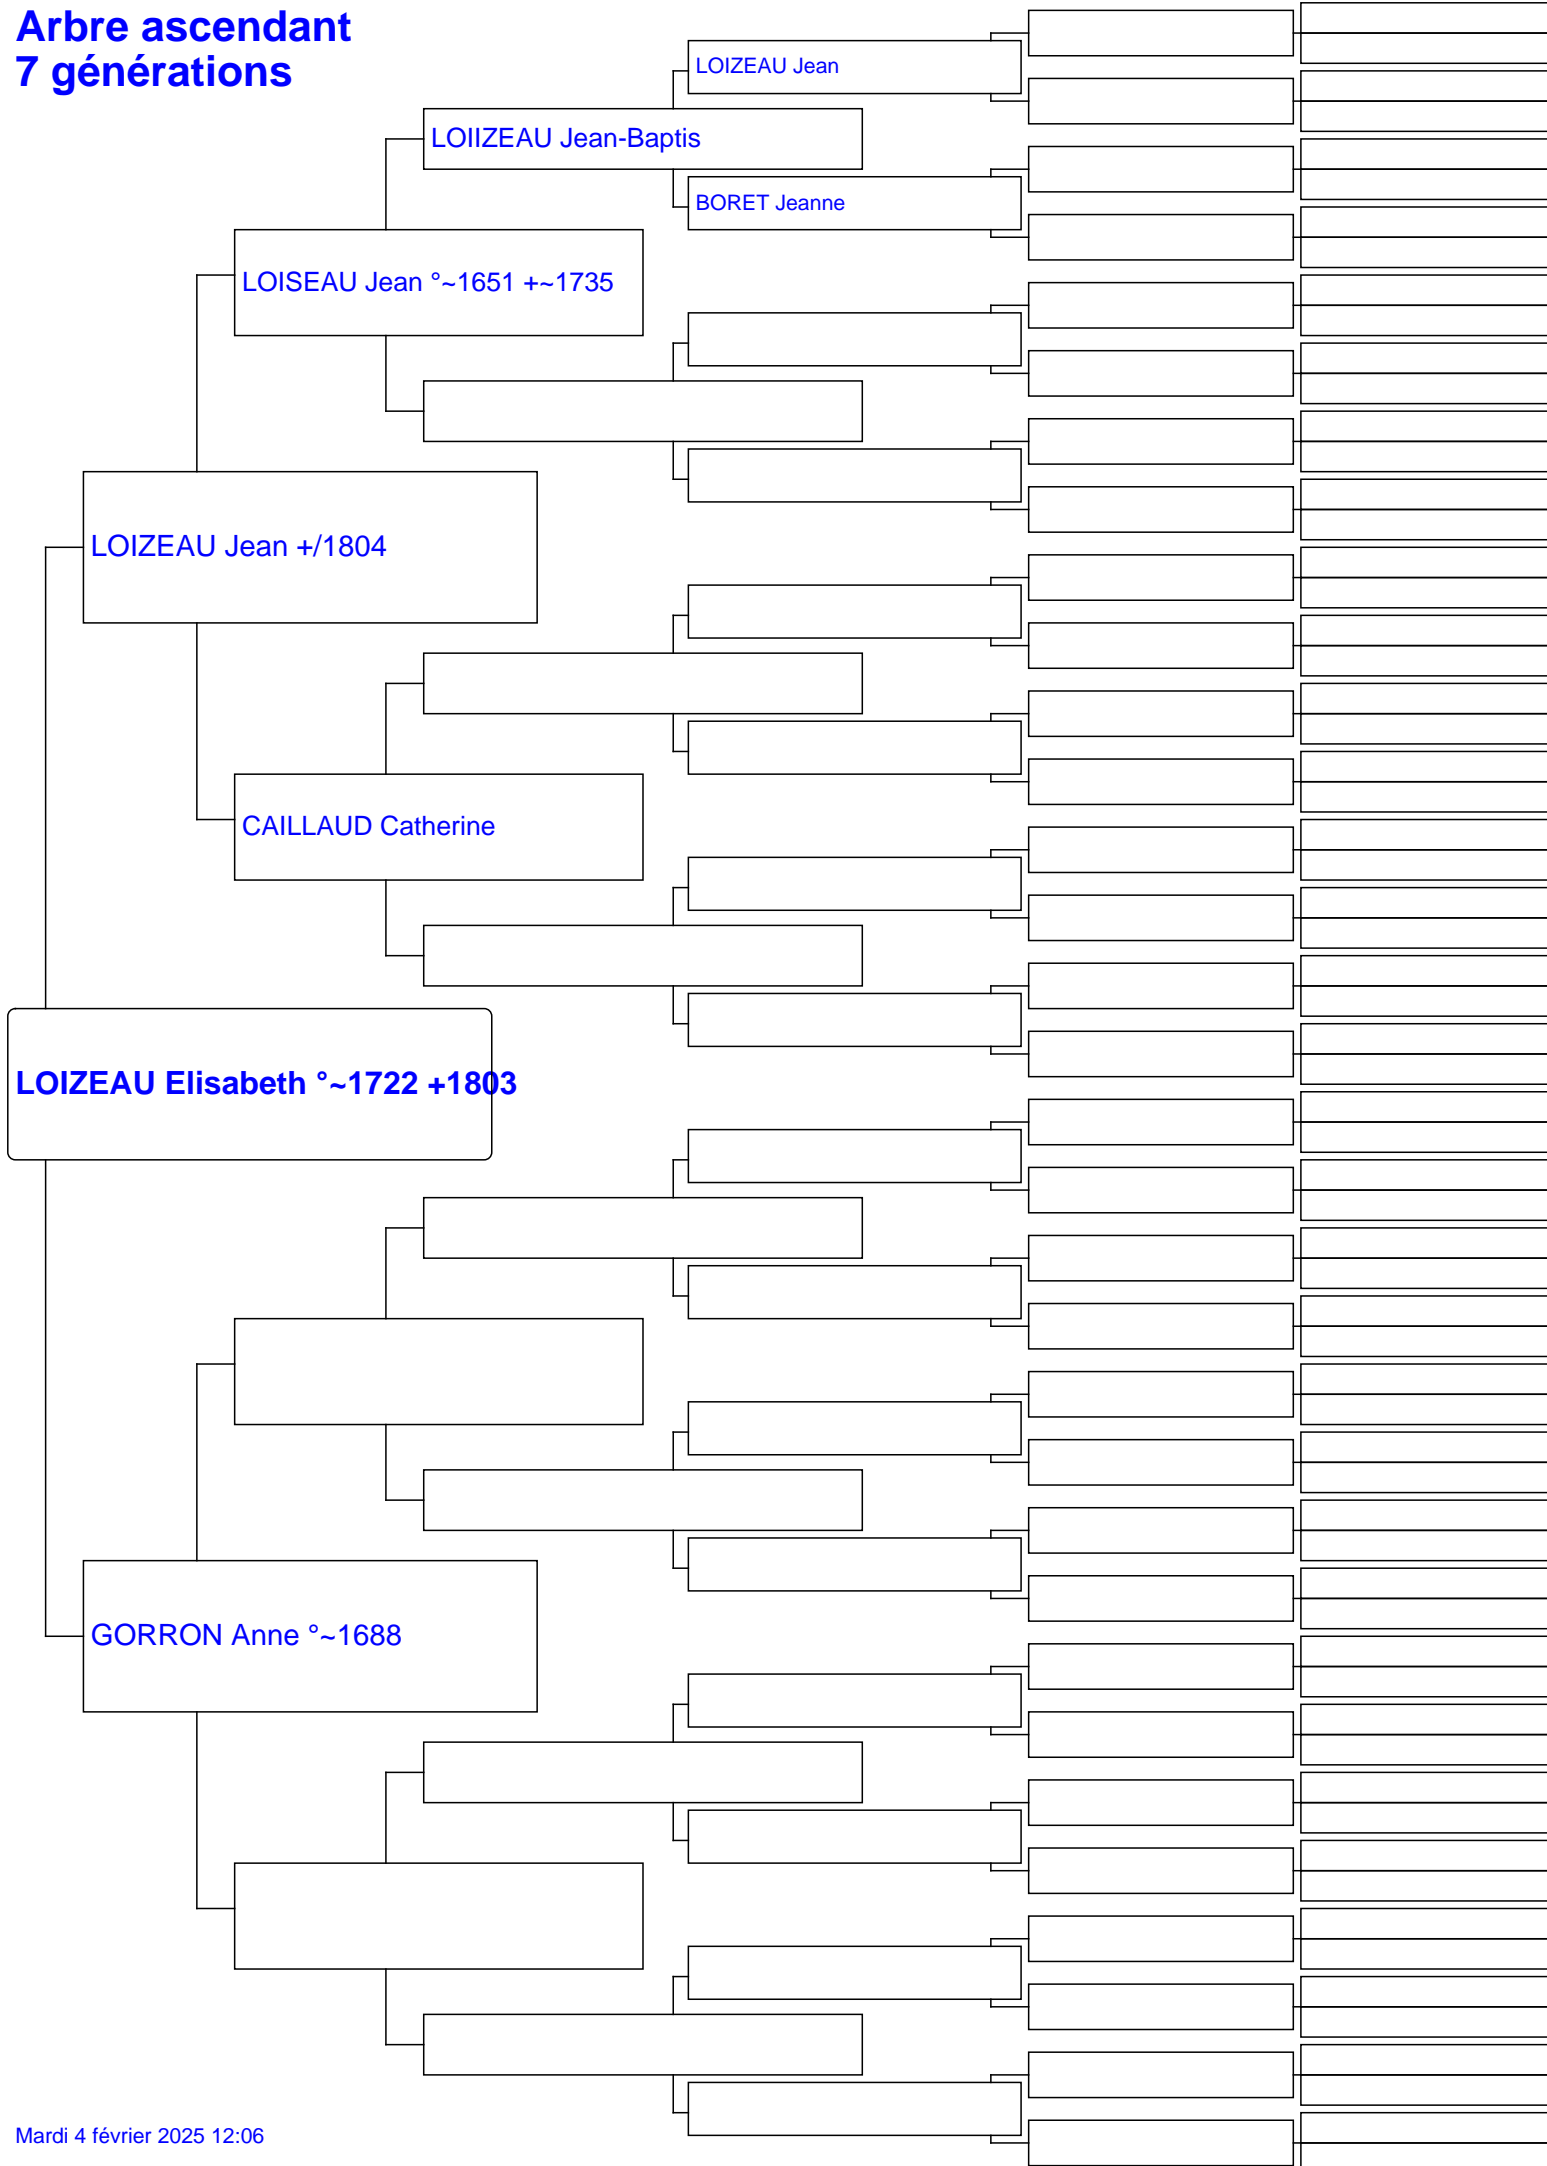 Arbre ascendant
7 générations
LOIZEAU Jean
LOIIZEAU Jean-Baptis
BORET Jeanne
LOISEAU Jean °~1651 +~1735
LOIZEAU Jean +/1804
CAILLAUD Catherine
LOIZEAU Elisabeth °~1722 +1803
GORRON Anne °~1688
Mardi 4 février 2025 12:06